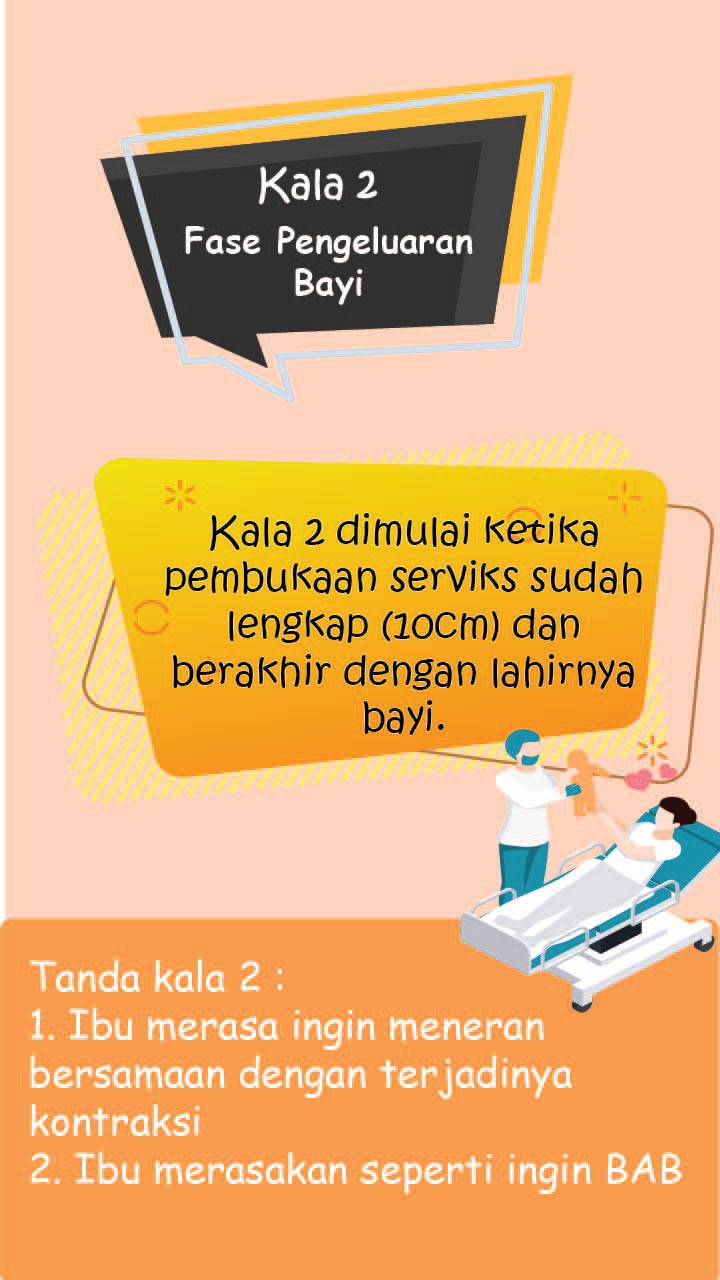 Kala 2
Fase Pengeluaran
Bayi
Kala 2 dimulai ketika
pembukaan serviks sudah
lengkap (10cm) dan
berakhir dengan lahirnya
bayi.
Tanda kala 2 :
1. Ibu merasa ingin meneran
bersamaan dengan terjadinya
kontraksi
2. Ibu merasakan seperti ingin BAB